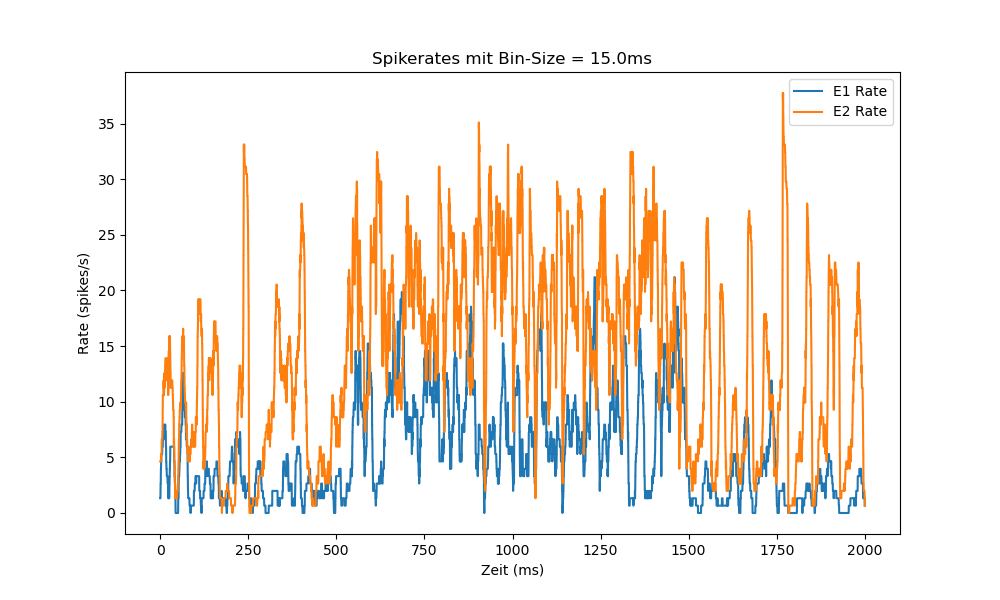 Spikerates mit Bin-Size = 15.0ms
E1 Rate
E2 Rate
Rate (spikes/s)
35
30
25
20
15
10
5
0
0 250 500 750 1000 1250 1500 1750 2000
Zeit (ms)